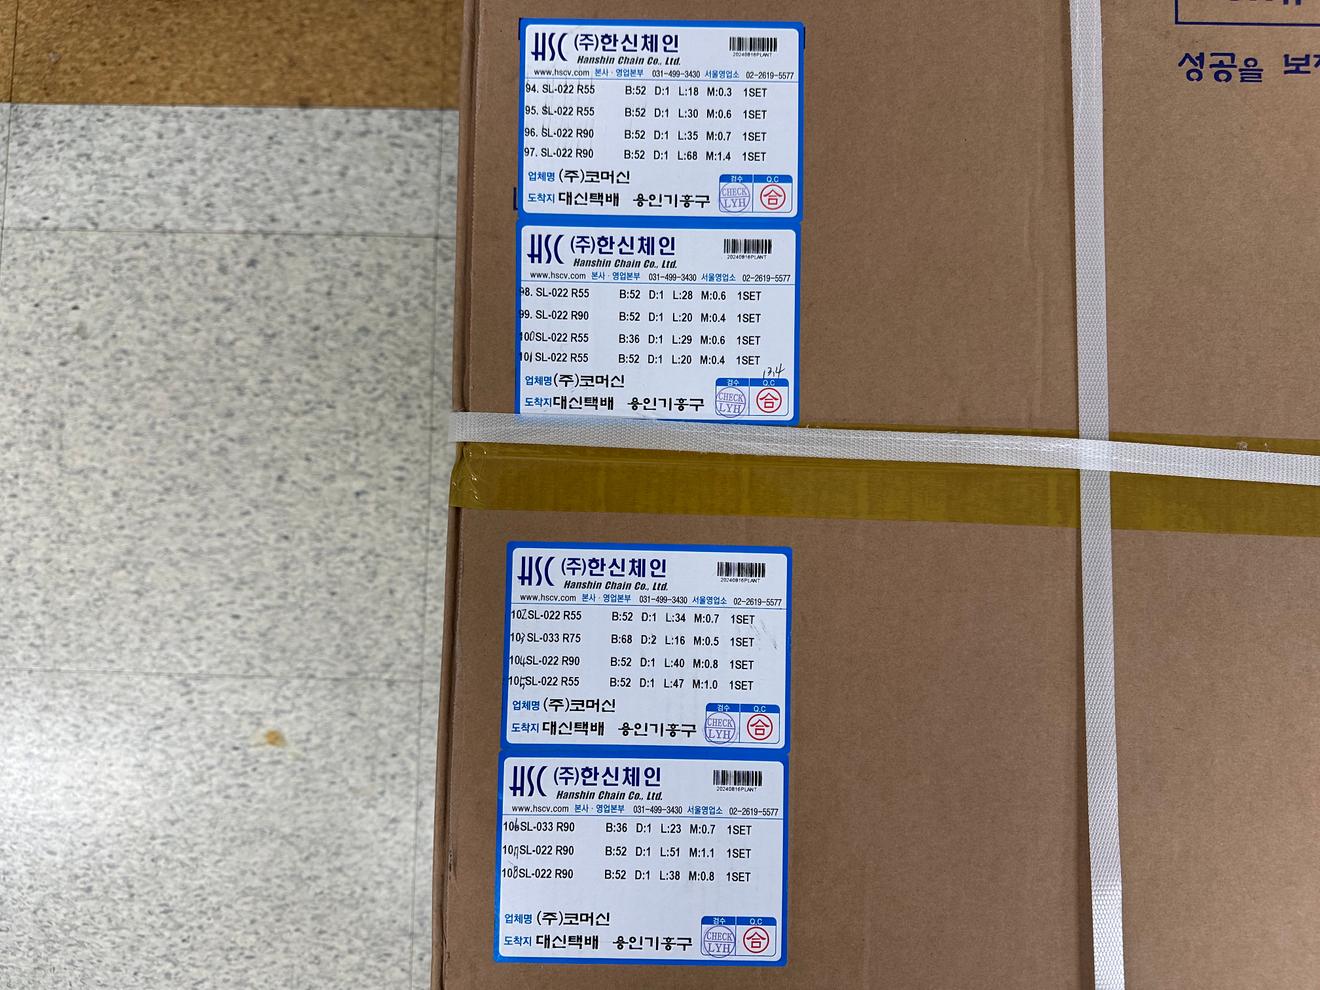 성공을 보
HSC (주)한신체인
20240816PLANT
Hanshin Chain Co., Ltd.
www.hscv.com 본사·영업본부 031-499-3430 서울영업소 02-2619-5577
94. SL-022 R55 B:52 D:1 L:18 M:0.3 1SET
95. SL-022 R55 B:52 D:1 L:30 M:0.6 1SET
96. SL-022 R90 B:52 D:1 L:35 M:0.7 1SET
97. SL-022 R90 B:52 D:1 L:68 M:1.4 1SET
업체명 (주)코머신 검수 Q.C
도착지 대신택배 용인기흥구 CHECK LYH 合
HSC (주)한신체인
20240816PLANT
Hanshin Chain Co., Ltd.
www.hscv.com 본사·영업본부 031-499-3430 서울영업소 02-2619-5577
98. SL-022 R55 B:52 D:1 L:28 M:0.6 1SET
99. SL-022 R90 B:52 D:1 L:20 M:0.4 1SET
100 SL-022 R55 B:36 D:1 L:29 M:0.6 1SET
101 SL-022 R55 B:52 D:1 L:20 M:0.4 1SET
13.4
업체명 (주)코머신 검수 Q.C
도착지 대신택배 용인기흥구 CHECK LYH 合
HSC (주)한신체인
20240816PLANT
Hanshin Chain Co., Ltd.
www.hscv.com 본사·영업본부 031-499-3430 서울영업소 02-2619-5577
102 SL-022 R55 B:52 D:1 L:34 M:0.7 1SET
103 SL-033 R75 B:68 D:2 L:16 M:0.5 1SET
104 SL-022 R90 B:52 D:1 L:40 M:0.8 1SET
105 SL-022 R55 B:52 D:1 L:47 M:1.0 1SET
업체명 (주)코머신 검수 Q.C
도착지 대신택배 용인기흥구 CHECK LYH 合
HSC (주)한신체인
20240816PLANT
Hanshin Chain Co., Ltd.
www.hscv.com 본사·영업본부 031-499-3430 서울영업소 02-2619-5577
106 SL-033 R90 B:36 D:1 L:23 M:0.7 1SET
107 SL-022 R90 B:52 D:1 L:51 M:1.1 1SET
108 SL-022 R90 B:52 D:1 L:38 M:0.8 1SET
업체명 (주)코머신 검수 Q.C
도착지 대신택배 용인기흥구 CHECK LYH 合